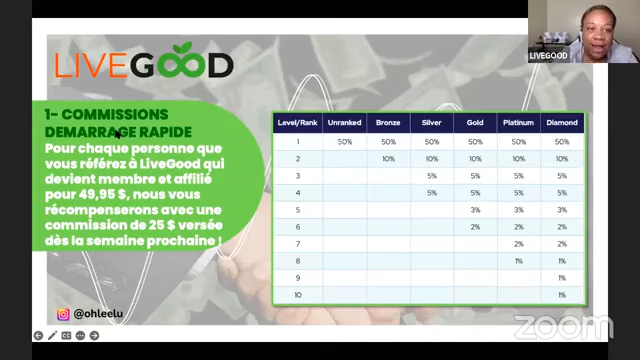 LIVEGOOD
LIVEGOOD
1- COMMISSIONS
DEMARRAGE RAPIDE
Pour chaque personne que
vous référez à LiveGood qui
devient membre et affilié
pour 49,95 $, nous vous
récompenserons avec une
commission de 25 $ versée
dès la semaine prochaine !
Level/Rank Unranked Bronze Silver Gold Platinum Diamond
1 50% 50% 50% 50% 50% 50%
2 10% 10% 10% 10% 10%
3 5% 5% 5% 5%
4 5% 5% 5% 5%
5 3% 3% 3%
6 2% 2% 2%
7 2% 2%
8 1% 1%
9 1%
10 1%
@ohleelu
zoom